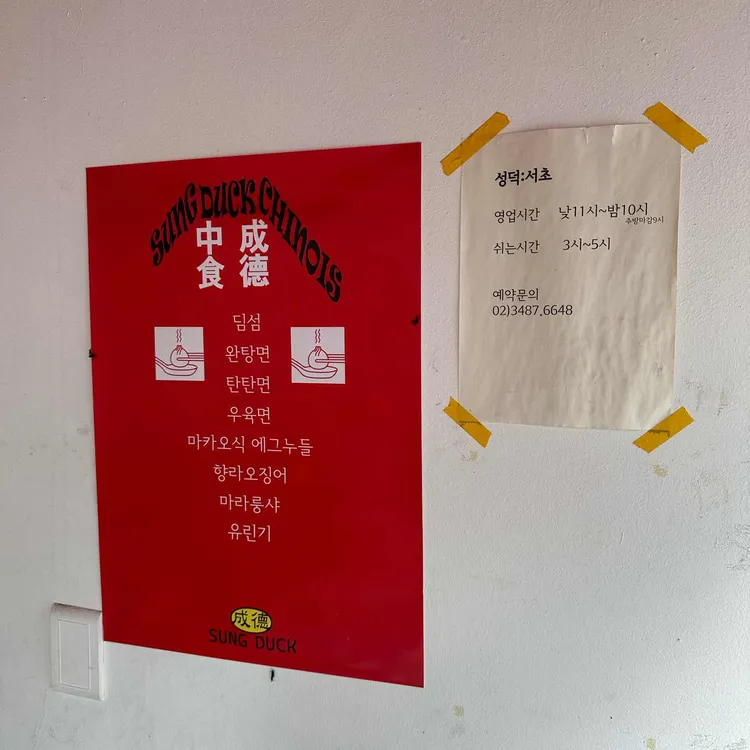 SUNG DUCK CHINOIS
中 成
食 德
딤섬
완탕면
탄탄면
우육면
마카오식 에그누들
향라오징어
마라룽샤
유린기
成德
SUNG DUCK
성덕:서초
영업시간 낮11시~밤10시
주방마감9시
쉬는시간 3시~5시
예약문의
02)3487.6648